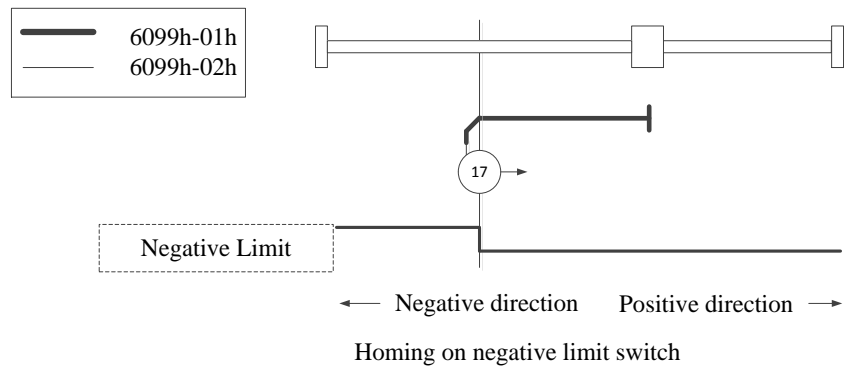 6099h-01h
6099h-02h
17
Negative Limit
Negative direction
Positive direction
Homing on negative limit switch